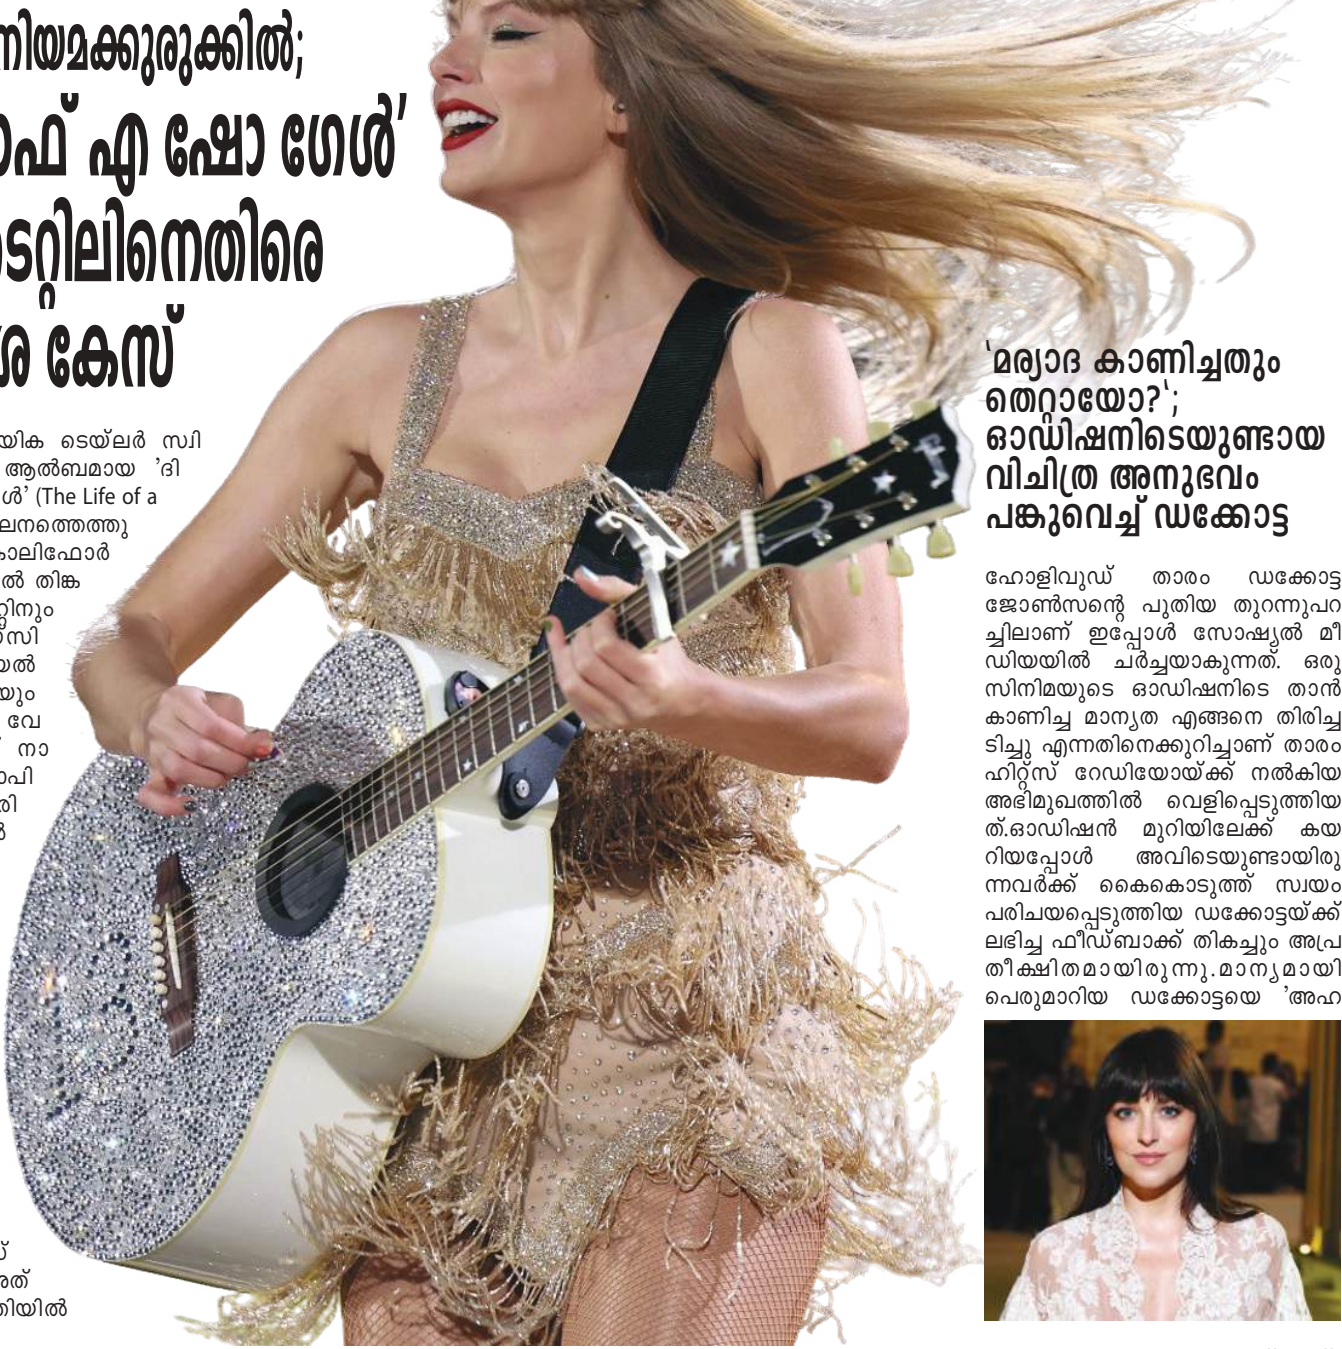 നിയമക്കുരുക്കിൽ;
ഫ് എ ഷോ ഗേൾ'
ടൈറ്റിലിനെതിരെ
കേസ്
യിക ടെയ്‌ലർ സ്വി
ആൽബമായ 'ദി
ൾ' (The Life of a
ലനത്തെത്തു
കാലിഫോർ
ൽ തിങ്ക
റ്റിനും
സി
യൽ
യും
വേ
നാ
ാപി
രി
ർ
ത്
തിയിൽ
'മര്യാദ കാണിച്ചതും
തെറ്റായോ?';
ഓഡിഷനിടെയുണ്ടായ
വിചിത്ര അനുഭവം
പങ്കുവെച്ച് ഡക്കോട്ട
ഹോളിവുഡ് താരം ഡക്കോട്ട
ജോൺസന്റെ പുതിയ തുറന്നുപറ
ച്ചിലാണ് ഇപ്പോൾ സോഷ്യൽ മീ
ഡിയയിൽ ചർച്ചയാകുന്നത്. ഒരു
സിനിമയുടെ ഓഡിഷനിടെ താൻ
കാണിച്ച മാന്യത എങ്ങനെ തിരിച്ച
ടിച്ചു എന്നതിനെക്കുറിച്ചാണ് താരം
ഹിറ്റ്സ് റേഡിയോയ്ക്ക് നൽകിയ
അഭിമുഖത്തിൽ വെളിപ്പെടുത്തിയ
ത്.ഓഡിഷൻ മുറിയിലേക്ക് കയ
റിയപ്പോൾ അവിടെയുണ്ടായിരു
ന്നവർക്ക് കൈകൊടുത്ത് സ്വയം
പരിചയപ്പെടുത്തിയ ഡക്കോട്ടയ്ക്ക്
ലഭിച്ച ഫീഡ്ബാക്ക് തികച്ചും അപ്ര
തീക്ഷിതമായിരുന്നു.മാന്യമായി
പെരുമാറിയ ഡക്കോട്ടയെ 'അഹ